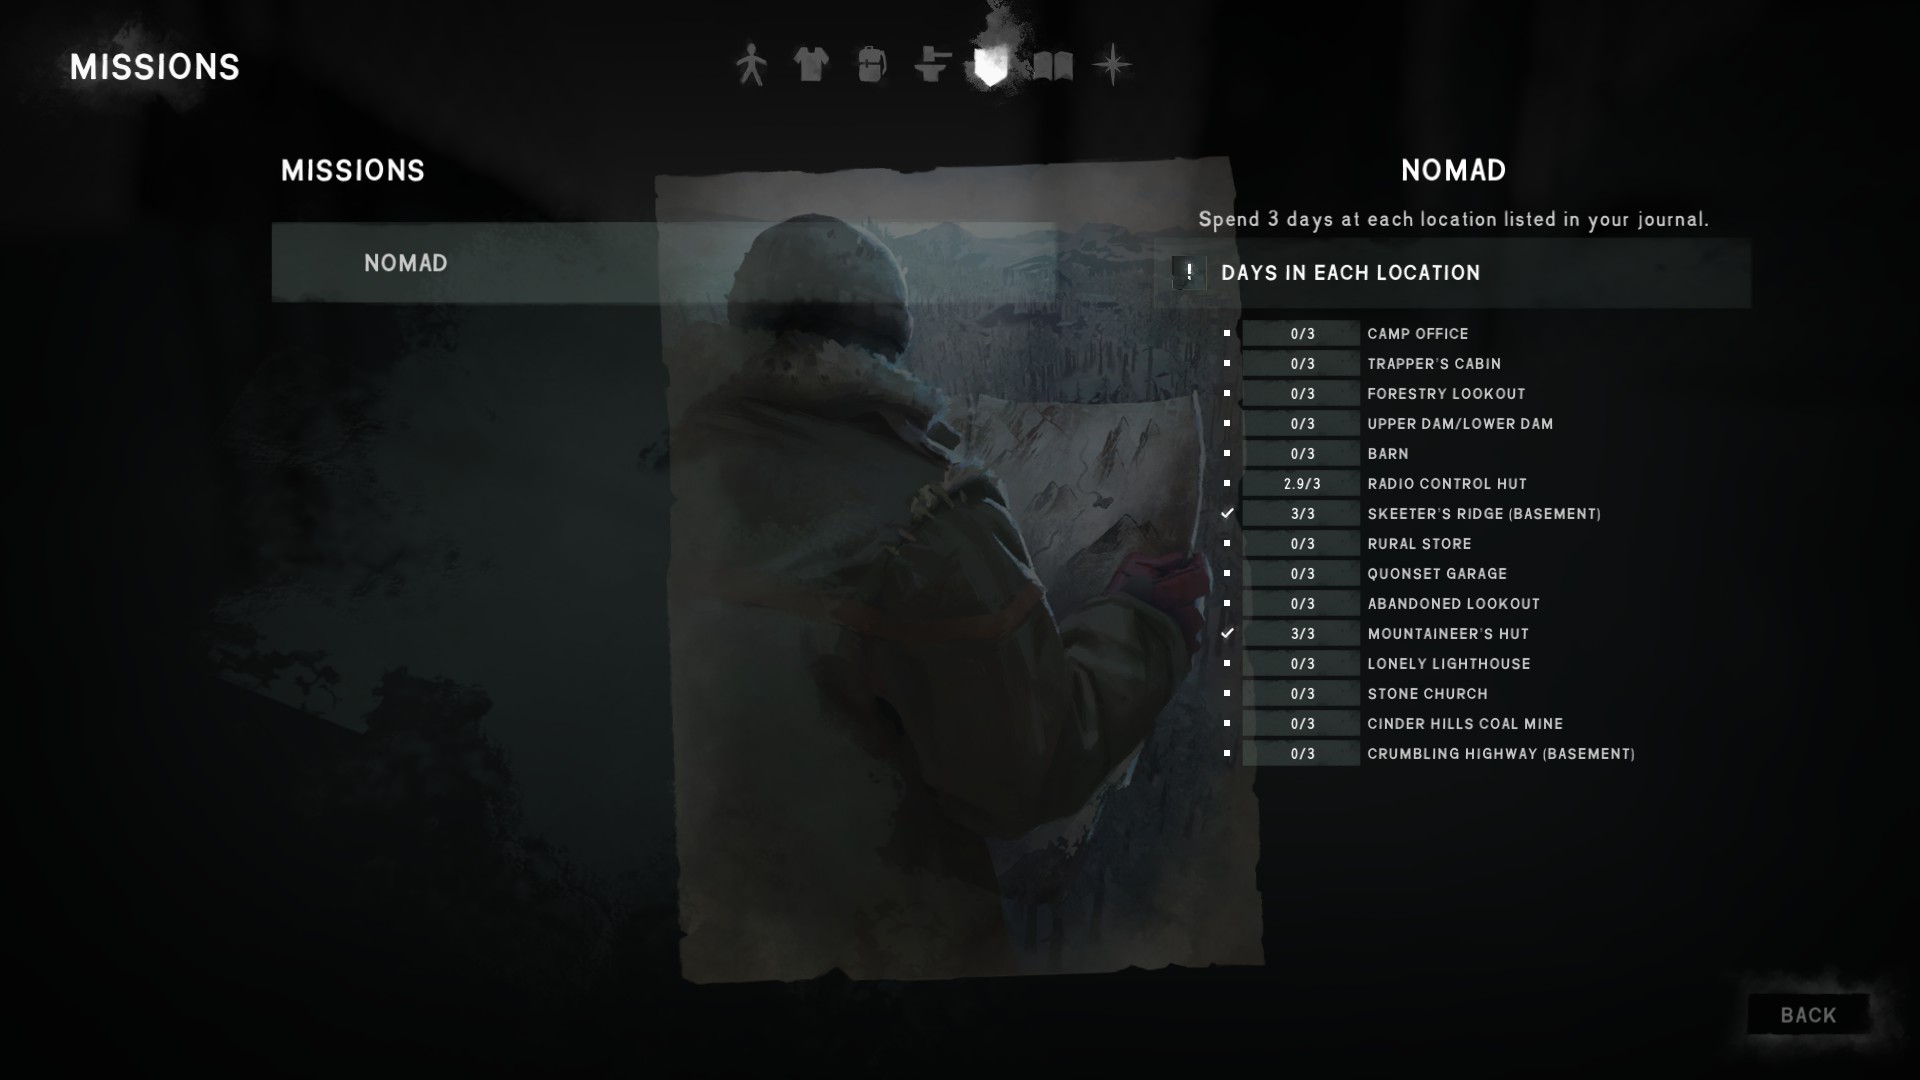 MISSIONS
MISSIONS
NOMAD
NOMAD
Spend 3 days at each location listed in your journal.
! DAYS IN EACH LOCATION
0/3 CAMP OFFICE
0/3 TRAPPER'S CABIN
0/3 FORESTRY LOOKOUT
0/3 UPPER DAM/LOWER DAM
0/3 BARN
2.9/3 RADIO CONTROL HUT
3/3 SKEETER'S RIDGE (BASEMENT)
0/3 RURAL STORE
0/3 QUONSET GARAGE
0/3 ABANDONED LOOKOUT
3/3 MOUNTAINEER'S HUT
0/3 LONELY LIGHTHOUSE
0/3 STONE CHURCH
0/3 CINDER HILLS COAL MINE
0/3 CRUMBLING HIGHWAY (BASEMENT)
BACK